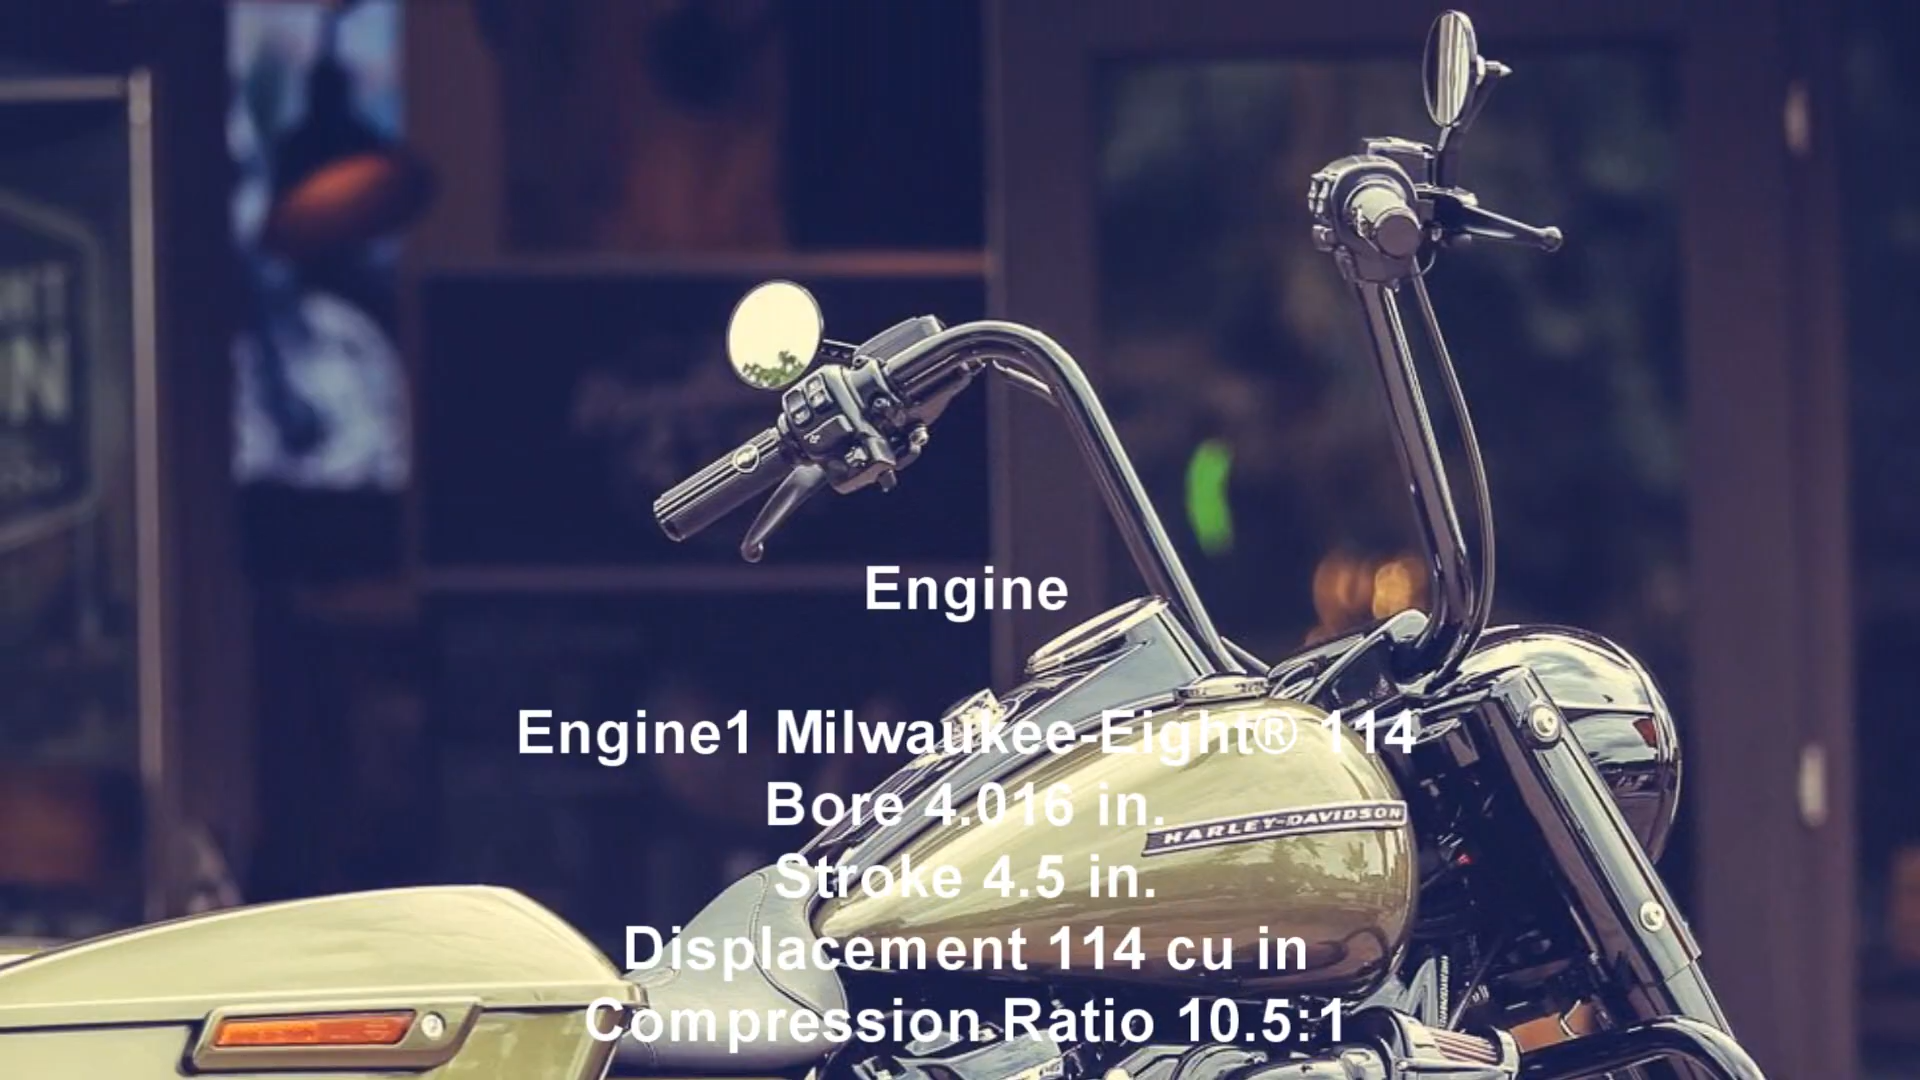 Engine
Engine1 Milwaukee-Eight® 114
Bore 4.016 in.
HARLEY-DAVIDSON
Stroke 4.5 in.
Displacement 114 cu in
Compression Ratio 10.5:1